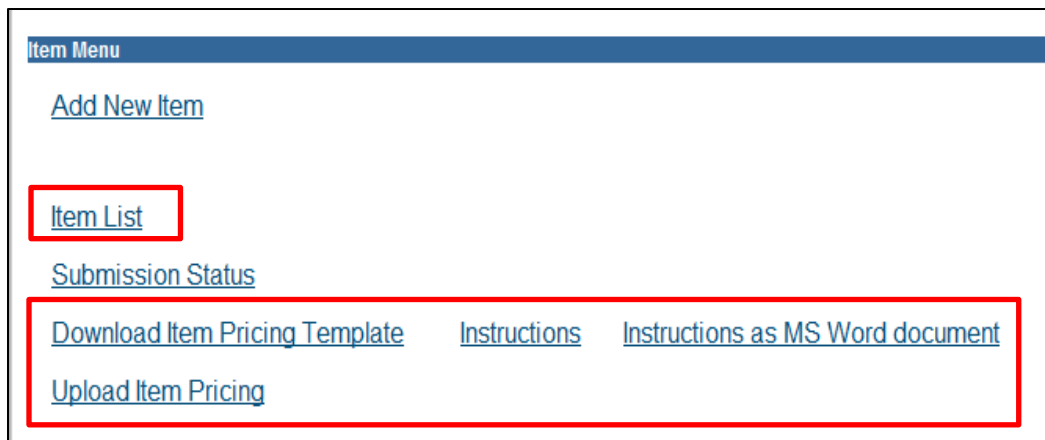 Item Menu
Add New Item
Item List
Submission Status
Download Item Pricing Template Instructions Instructions as MS Word document
Upload Item Pricing